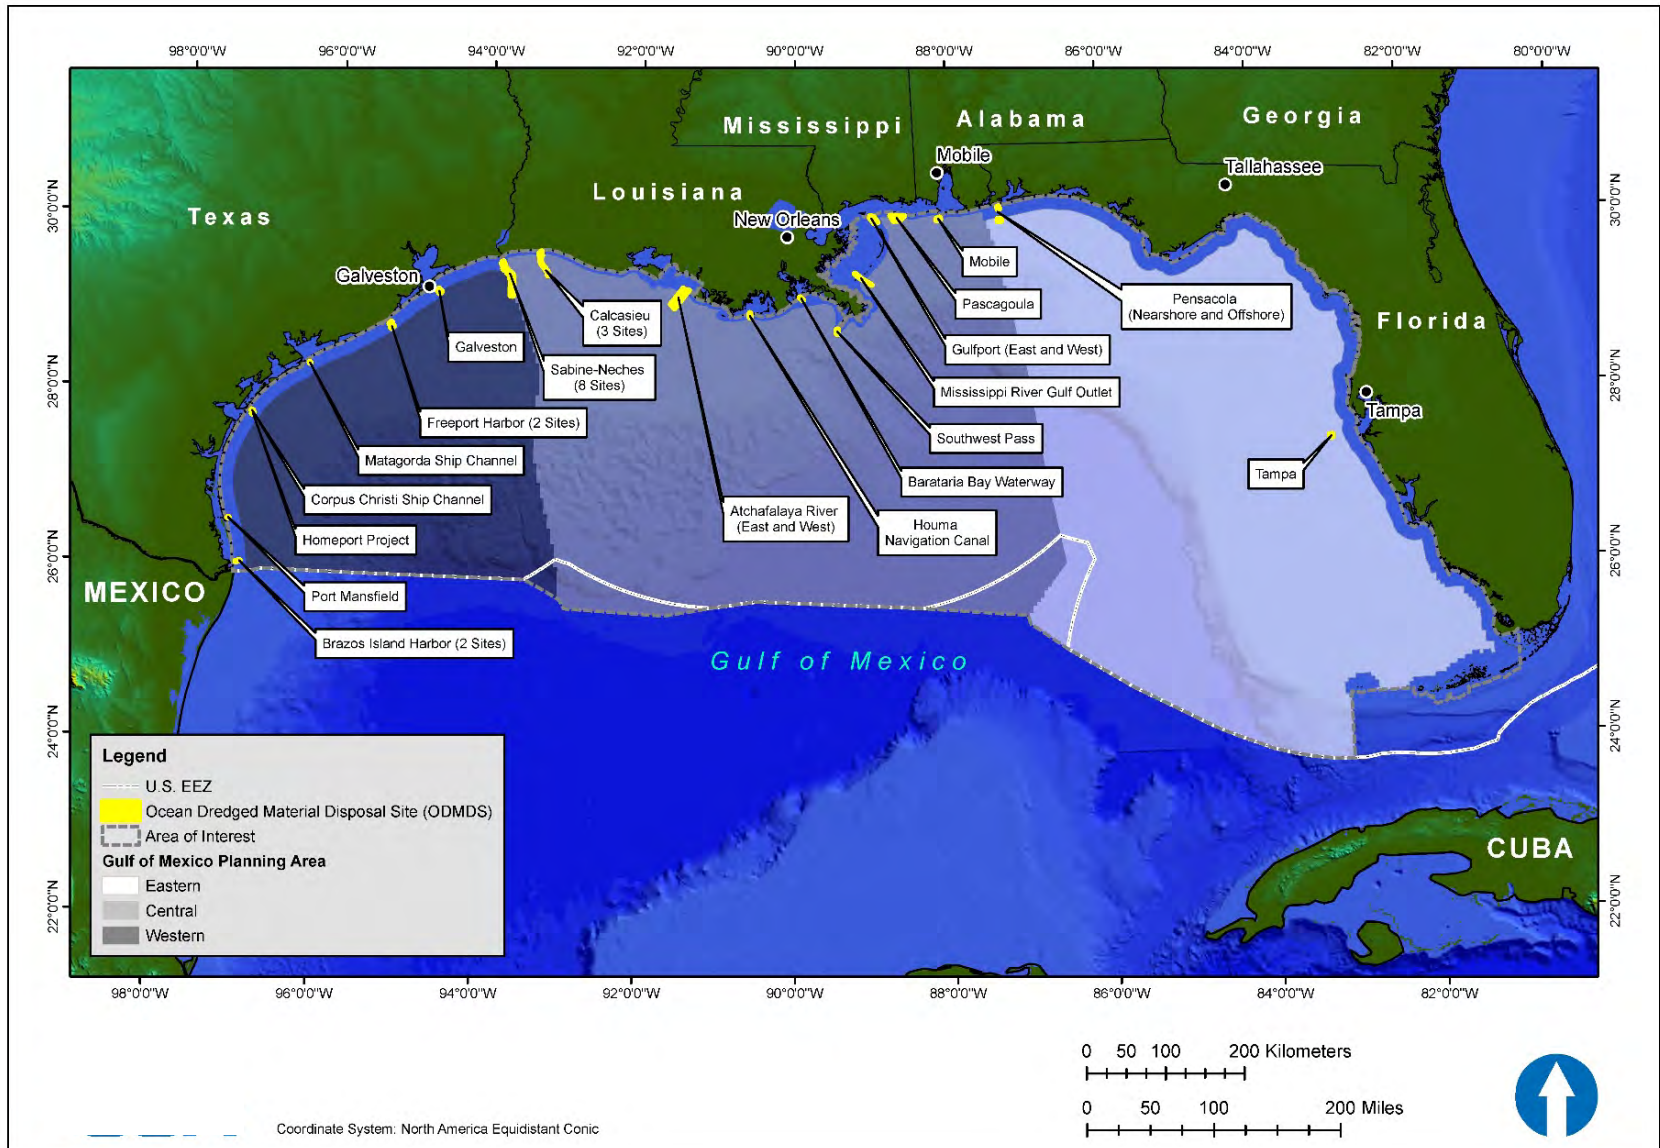 98°0'0"W 96°0'0"W 94°0'0"W 92°0'0"W 90°0'0"W 88°0'0"W 86°0'0"W 84°0'0"W 82°0'0"W 80°0'0"W
Mississippi
Alabama
Georgia
Mobile
Tallahassee
Louisiana
Texas
New Orleans
30°0'0"N
30°0'0"N
Galveston
Mobile
Pascagoula
Pensacola
(Nearshore and Offshore)
Florida
Calcasieu
(3 Sites)
Galveston
Gulfport (East and West)
Sabine-Neches
(8 Sites)
28°0'0"N
28°0'0"N
Mississippi River Gulf Outlet
Tampa
Freeport Harbor (2 Sites)
Southwest Pass
Matagorda Ship Channel
Tampa
Barataria Bay Waterway
Corpus Christi Ship Channel
Atchafalaya River
(East and West)
Houma
Navigation Canal
Homeport Project
26°0'0"N
26°0'0"N
MEXICO
Port Mansfield
Brazos Island Harbor (2 Sites)
Gulf of Mexico
24°0'0"N
24°0'0"N
Legend
U.S. EEZ
Ocean Dredged Material Disposal Site (ODMDS)
Area of Interest
Gulf of Mexico Planning Area
Eastern
Central
Western
CUBA
22°0'0"N
22°0'0"N
98°0'0"W 96°0'0"W 94°0'0"W 92°0'0"W 90°0'0"W 88°0'0"W 86°0'0"W 84°0'0"W 82°0'0"W
0 50 100 200 Kilometers
0 50 100 200 Miles
Coordinate System: North America Equidistant Conic